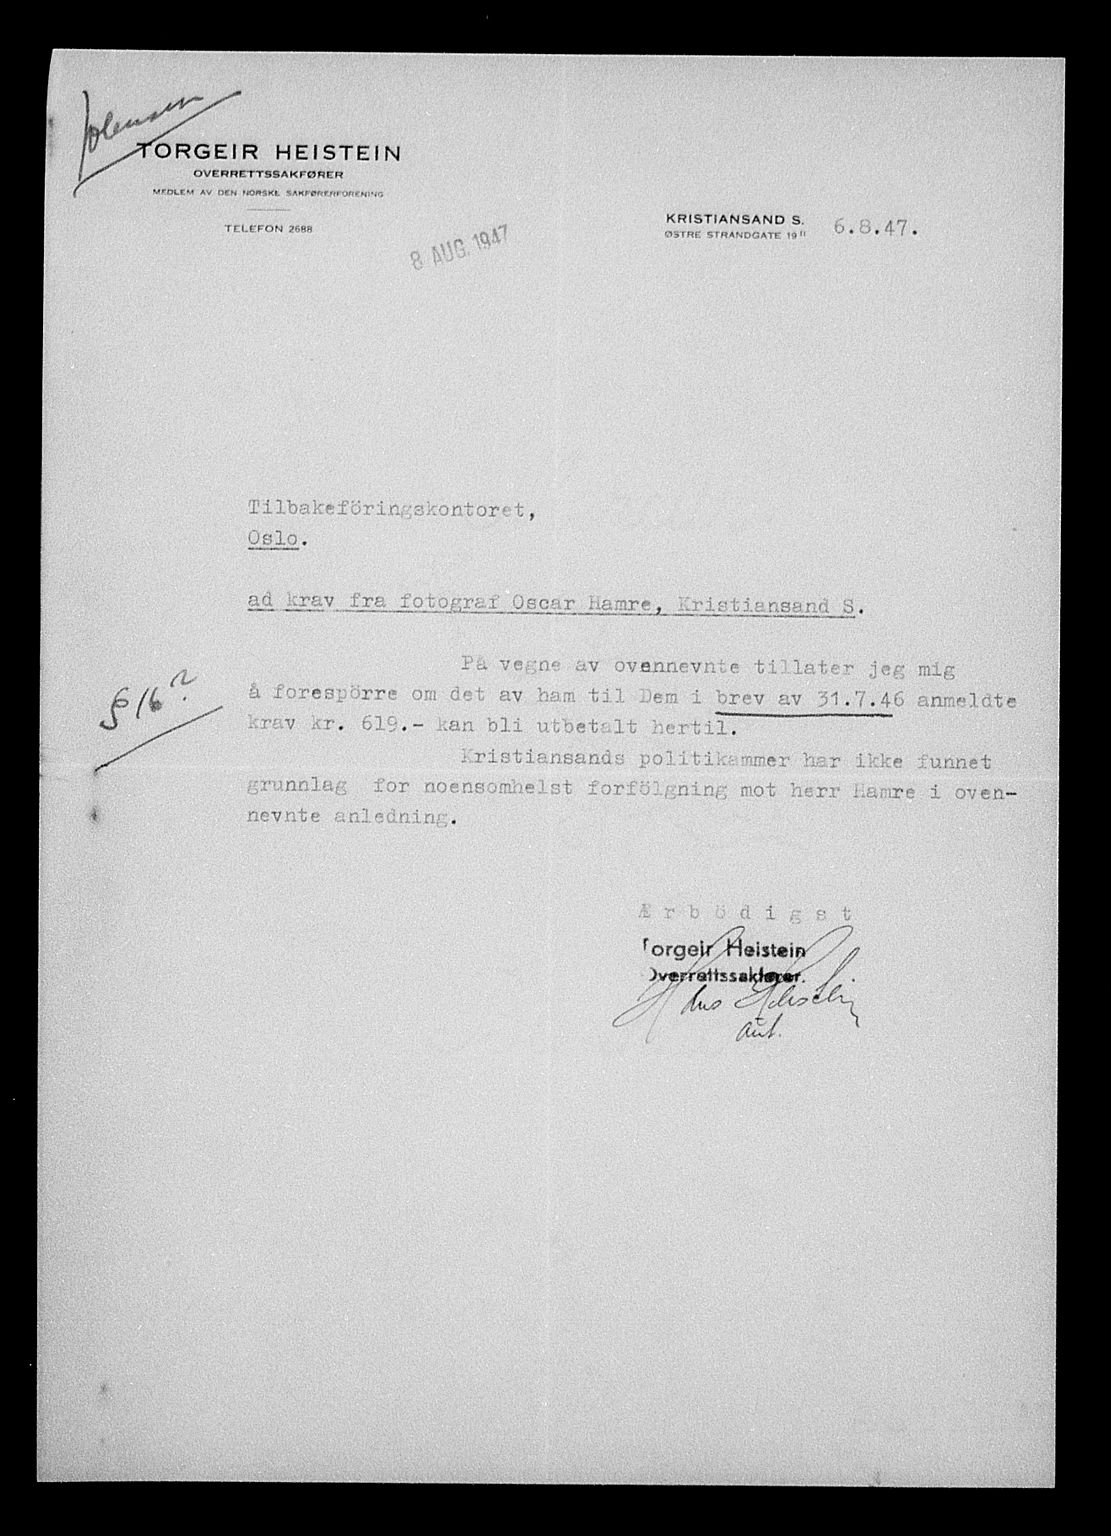 TORGEIR HEISTEIN
OVERRETTSSAKFØRER
MEDLEM AV DEN NORSKE SAKFØRERFORENING
TELEFON 2688
8 AUG. 1947
KRISTIANSAND S. 6.8.47.
ØSTRE STRANDGATE 19 II
Tilbakeföringskontoret,
Oslo.
ad krav fra fotograf Oscar Hamre, Kristiansand S.
På vegne av ovennevnte tillater jeg mig
§ 16?
å forespörre om det av ham til Dem i brev av 31.7.46 anmeldte
krav kr. 619.- kan bli utbetalt hertil.
Kristiansands politikammer har ikke funnet
grunnlag for noensomhelst forfölgning mot herr Hamre i oven-
nevnte anledning.
Ærbödigst
Torgeir Heistein
Overrettssakfører.
Hans Heistein
aut.